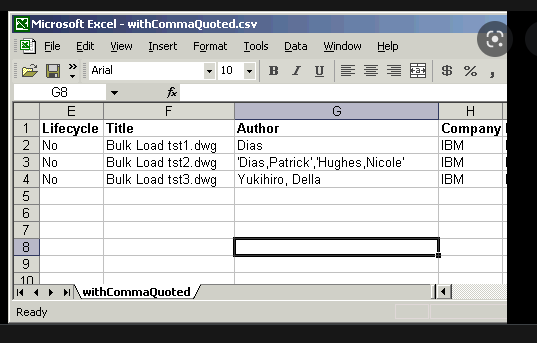 Microsoft Excel - withCommaQuoted.csv
File Edit View Insert Format Tools Data Window Help
Arial 10 B I U $ % ,
G8 fx
E F G H
1 Lifecycle Title Author Company
2 No Bulk Load tst1.dwg Dias IBM
3 No Bulk Load tst2.dwg 'Dias,Patrick','Hughes,Nicole' IBM
4 No Bulk Load tst3.dwg Yukihiro, Della IBM
5
6
7
8
9
10
withCommaQuoted
Ready